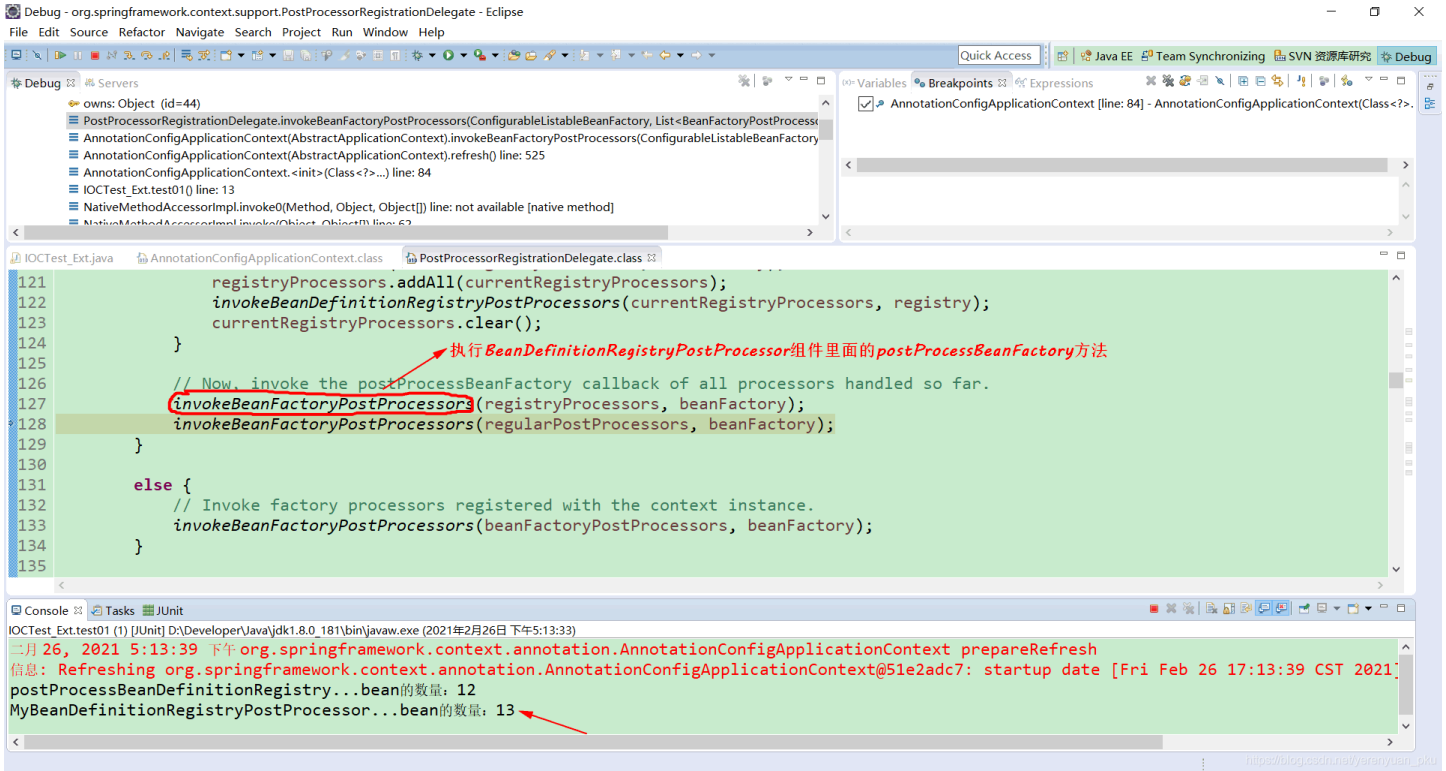 Debug - org.springframework.context.support.PostProcessorRegistrationDelegate - Eclipse
File Edit Source Refactor Navigate Search Project Run Window Help
Quick Access
Java EE Team Synchronizing SVN 资源库研究 Debug
Debug Servers
owns: Object (id=44)
PostProcessorRegistrationDelegate.invokeBeanFactoryPostProcessors(ConfigurableListableBeanFactory, List<BeanFactoryPostProcesso
AnnotationConfigApplicationContext(AbstractApplicationContext).invokeBeanFactoryPostProcessors(ConfigurableListableBeanFactory
AnnotationConfigApplicationContext(AbstractApplicationContext).refresh() line: 525
AnnotationConfigApplicationContext.<init>(Class<?>...) line: 84
IOCTest_Ext.test01() line: 13
NativeMethodAccessorImpl.invoke0(Method, Object, Object[]) line: not available [native method]
NativeMethodAccessorImpl.invoke(Object, Object[]) line: 62
(x)= Variables Breakpoints Expressions
AnnotationConfigApplicationContext [line: 84] - AnnotationConfigApplicationContext(Class<?>.
IOCTest_Ext.java AnnotationConfigApplicationContext.class PostProcessorRegistrationDelegate.class
121 registryProcessors.addAll(currentRegistryProcessors);
122 invokeBeanDefinitionRegistryPostProcessors(currentRegistryProcessors, registry);
123 currentRegistryProcessors.clear();
124 }
执行BeanDefinitionRegistryPostProcessor组件里面的postProcessBeanFactory方法
125
126 // Now, invoke the postProcessBeanFactory callback of all processors handled so far.
127 invokeBeanFactoryPostProcessors(registryProcessors, beanFactory);
128 invokeBeanFactoryPostProcessors(regularPostProcessors, beanFactory);
129 }
130
131 else {
132 // Invoke factory processors registered with the context instance.
133 invokeBeanFactoryPostProcessors(beanFactoryPostProcessors, beanFactory);
134 }
135
Console Tasks JUnit
IOCTest_Ext.test01 (1) [JUnit] D:\Developer\Java\jdk1.8.0_181\bin\javaw.exe (2021年2月26日 下午5:13:33)
二月 26, 2021 5:13:39 下午 org.springframework.context.annotation.AnnotationConfigApplicationContext prepareRefresh
信息: Refreshing org.springframework.context.annotation.AnnotationConfigApplicationContext@51e2adc7: startup date [Fri Feb 26 17:13:39 CST 2021]
postProcessBeanDefinitionRegistry...bean的数量：12
MyBeanDefinitionRegistryPostProcessor...bean的数量：13
https://blog.csdn.net/yerenyuan_pku